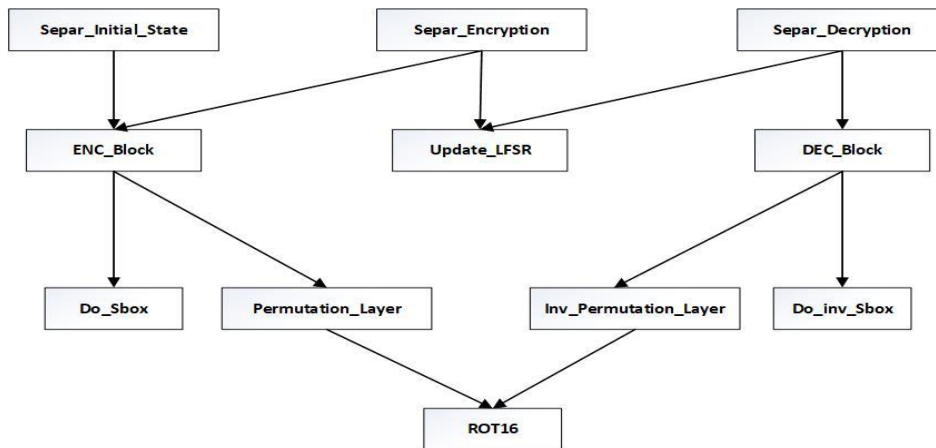 Separ_Initial_State
Separ_Encryption
Separ_Decryption
ENC_Block
Update_LFSR
DEC_Block
Do_Sbox
Permutation_Layer
Inv_Permutation_Layer
Do_inv_Sbox
ROT16